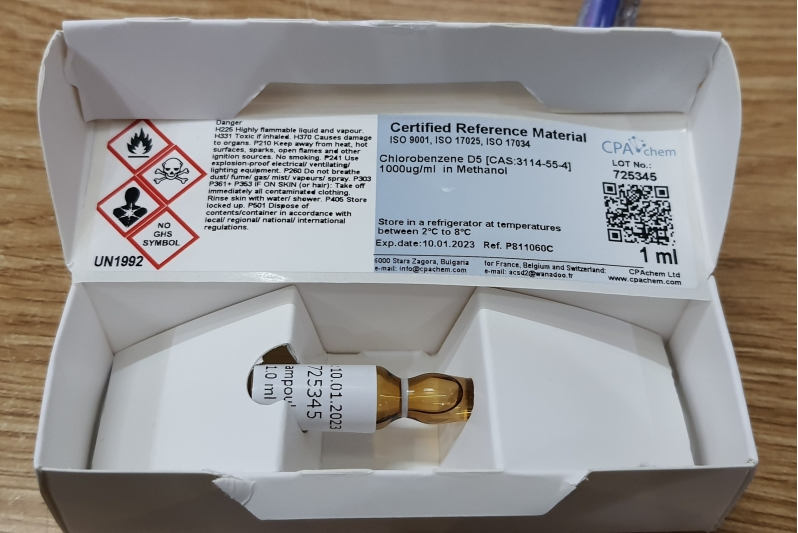 Danger
H225 Highly flammable liquid and vapour.
H331 Toxic if inhaled. H370 Causes damage
to organs. P210 Keep away from heat, hot
surfaces, sparks, open flames and other
ignition sources. No smoking. P241 Use
explosion-proof electrical/ ventilating/
lighting equipment. P260 Do not breathe
dust/ fume/ gas/ mist/ vapours/ spray. P303
P361+ P353 IF ON SKIN (or hair): Take off
immediately all contaminated clothing.
Rinse skin with water/ shower. P405 Store
locked up. P501 Dispose of
contents/container in accordance with
local/ regional/ national/ international
regulations.
NO
GHS
SYMBOL
UN1992
Certified Reference Material
ISO 9001, ISO 17025, ISO 17034
Chlorobenzene D5 [CAS:3114-55-4]
1000ug/ml in Methanol
Store in a refrigerator at temperatures
between 2°C to 8°C
Exp.date:10.01.2023 Ref. P811060C
CPAchem
LOT No.:
725345
1 ml
6000 Stara Zagora, Bulgaria
e-mail: info@cpachem.com
for France, Belgium and Switzerland:
e-mail: acsd2@wanadoo.fr
CPAchem Ltd
www.cpachem.com
10.01.2023
725345
ampoul
1.0 ml